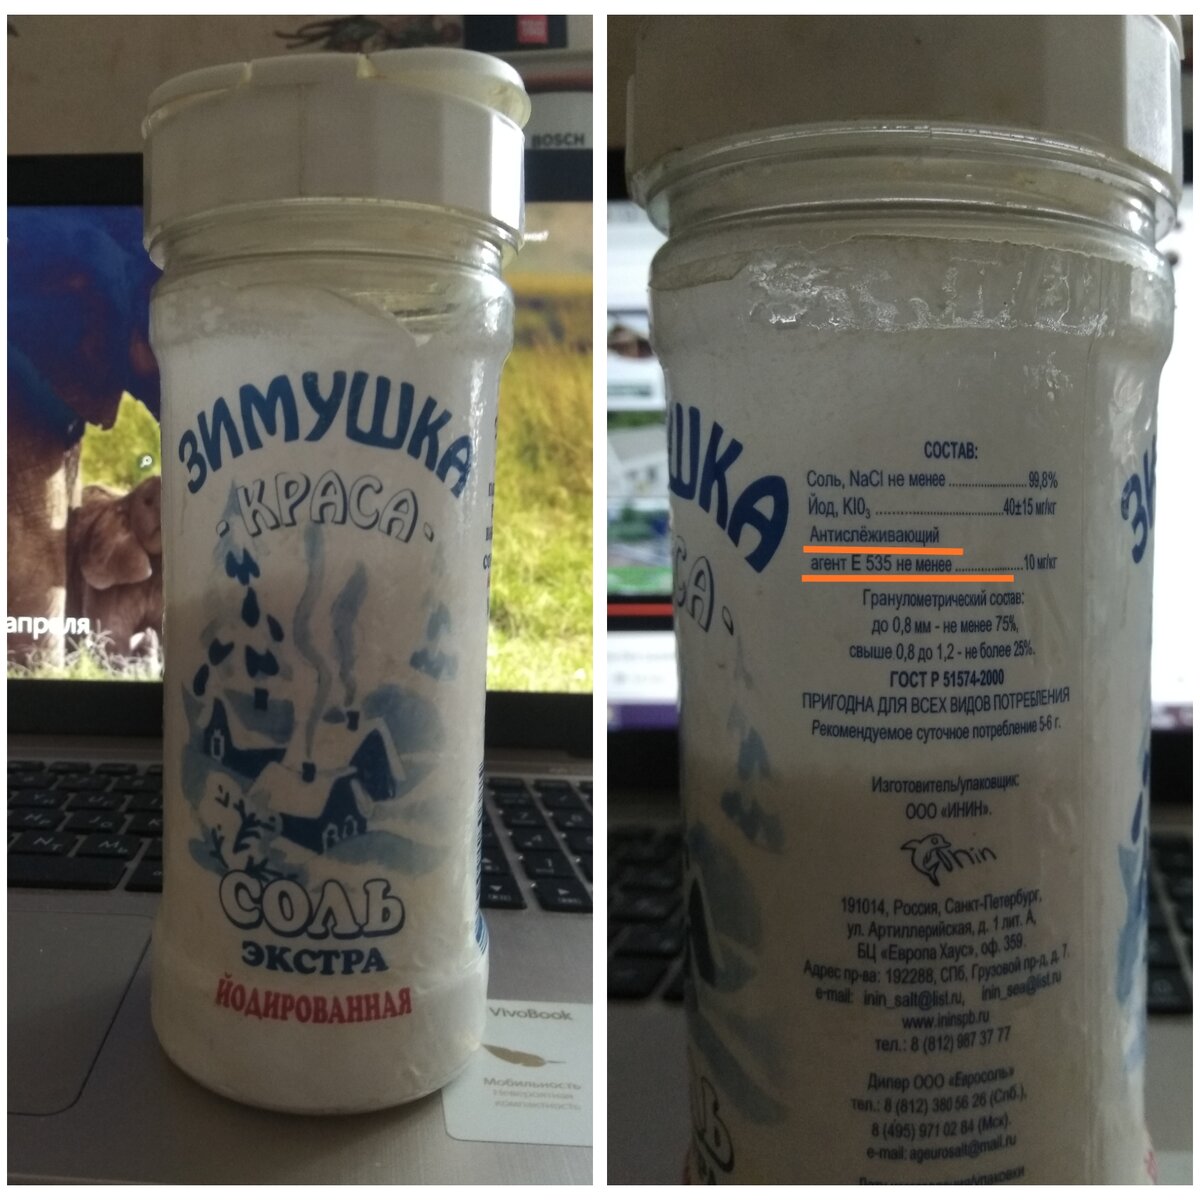 BOSCH
апреля
ЗИМУШКА
·КРАСА·
СОЛЬ
ЭКСТРА
ЙОДИРОВАННАЯ
VivoBook
Мобильность
Невероятная
компактность
СОСТАВ:
Соль, NaCl не менее ........................99,8%
Йод, KIO₃ ..............................40±15 мг/кг
Антислёживающий
агент Е 535 не менее .....................10 мг/кг
Гранулометрический состав:
до 0,8 мм - не менее 75%,
свыше 0,8 до 1,2 - не более 25%.
ГОСТ Р 51574-2000
ПРИГОДНА ДЛЯ ВСЕХ ВИДОВ ПОТРЕБЛЕНИЯ
Рекомендуемое суточное потребление 5-6 г.
Изготовитель/упаковщик:
ООО «ИНИН».
inin
191014, Россия, Санкт-Петербург,
ул. Артиллерийская, д. 1 лит. А,
БЦ «Европа Хаус», оф. 359.
Адрес пр-ва: 192288, СПб, Грузовой пр-д, д. 7.
e-mail: inin_salt@list.ru, inin_sea@list.ru
www.ininspb.ru
тел.: 8 (812) 987 37 77
Дилер ООО «Евросоль»
тел.: 8 (812) 380 56 26 (Спб.),
8 (495) 971 02 84 (Мск).
e-mail: ageurosalt@mail.ru